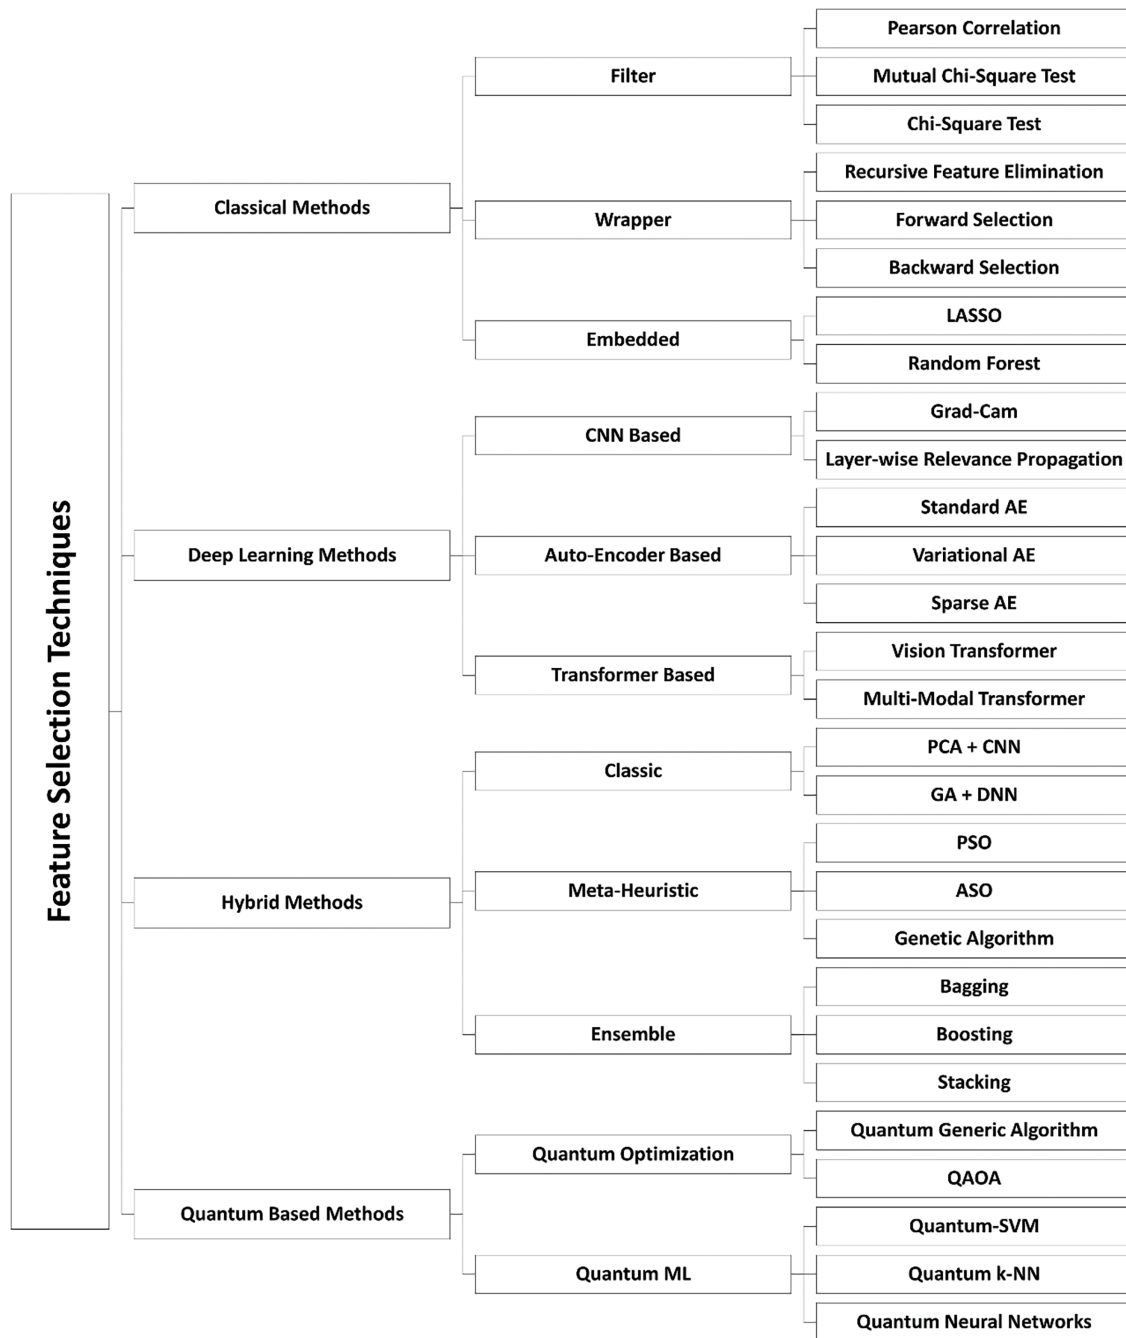 Feature Selection Techniques
Classical Methods
Filter
Pearson Correlation
Mutual Chi-Square Test
Chi-Square Test
Wrapper
Recursive Feature Elimination
Forward Selection
Backward Selection
Embedded
LASSO
Random Forest
Deep Learning Methods
CNN Based
Grad-Cam
Layer-wise Relevance Propagation
Auto-Encoder Based
Standard AE
Variational AE
Sparse AE
Transformer Based
Vision Transformer
Multi-Modal Transformer
Hybrid Methods
Classic
PCA + CNN
GA + DNN
Meta-Heuristic
PSO
ASO
Genetic Algorithm
Ensemble
Bagging
Boosting
Stacking
Quantum Based Methods
Quantum Optimization
Quantum Generic Algorithm
QAOA
Quantum ML
Quantum-SVM
Quantum k-NN
Quantum Neural Networks